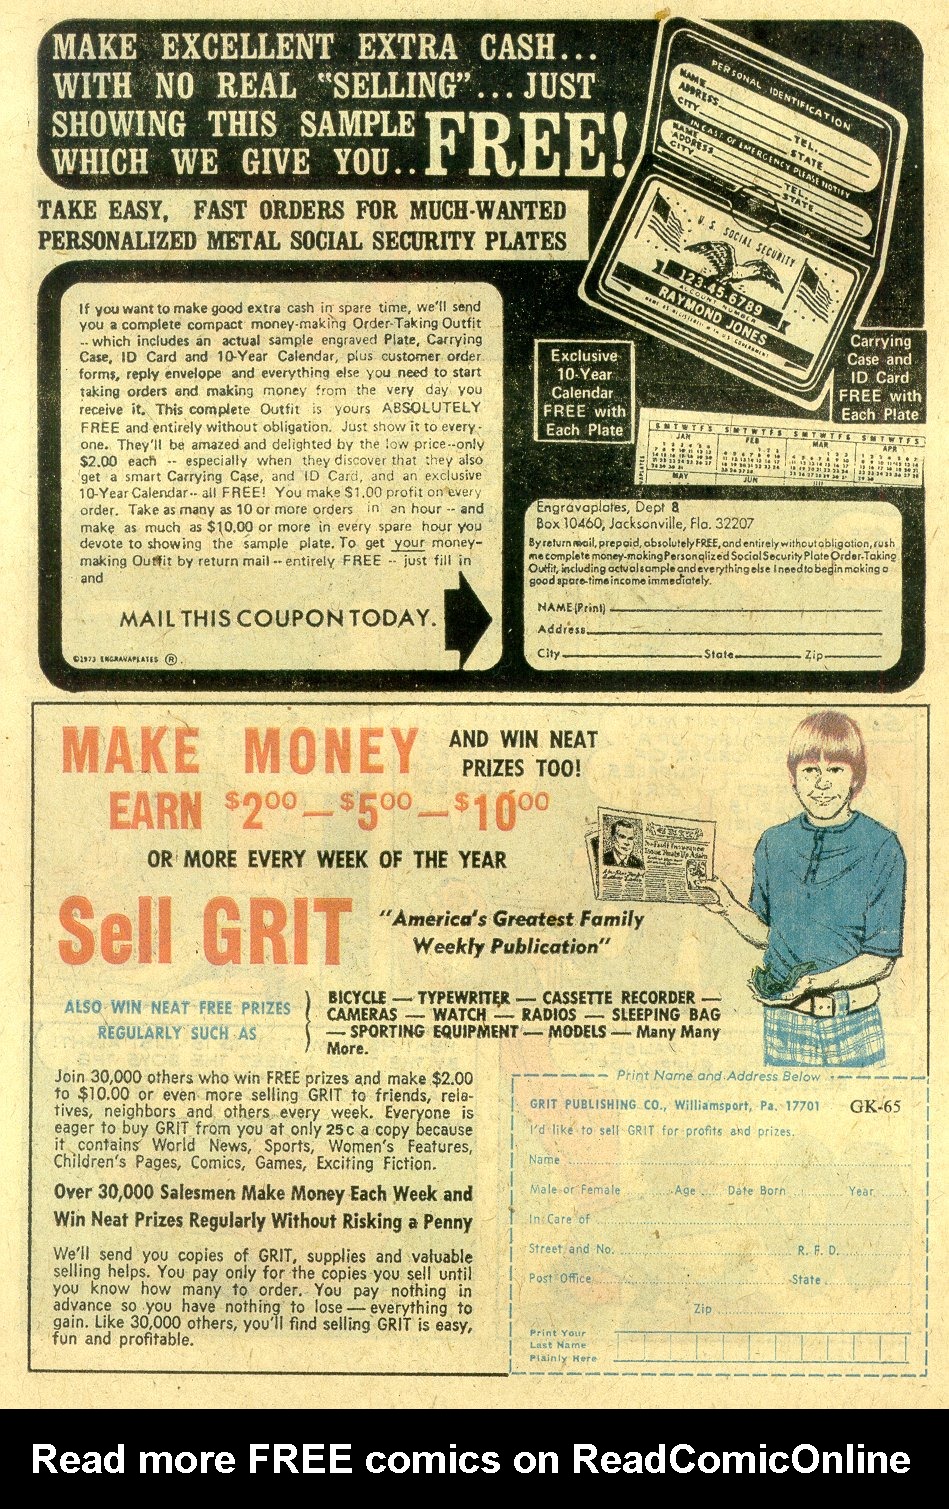 MAKE EXCELLENT EXTRA CASH...
WITH NO REAL "SELLING"... JUST
SHOWING THIS SAMPLE
WHICH WE GIVE YOU.. FREE!
TAKE EASY, FAST ORDERS FOR MUCH-WANTED
PERSONALIZED METAL SOCIAL SECURITY PLATES
PERSONAL IDENTIFICATION
NAME
ADDRESS
CITY
TEL.
STATE
IN CASE OF EMERGENCY PLEASE NOTIFY
NAME
ADDRESS
CITY
TEL.
STATE
U.S. SOCIAL SECURITY
123-45-6789
ACCOUNT NUMBER
RAYMOND JONES
If you want to make good extra cash in spare time, we'll send
you a complete compact money-making Order-Taking Outfit
-- which includes an actual sample engraved Plate, Carrying
Case, ID Card and 10-Year Calendar, plus customer order
forms, reply envelope and everything else you need to start
taking orders and making money from the very day you
receive it. This complete Outfit is yours ABSOLUTELY
FREE and entirely without obligation. Just show it to every-
one. They'll be amazed and delighted by the low price--only
$2.00 each -- especially when they discover that they also
get a smart Carrying Case, and ID Card, and an exclusive
10-Year Calendar-- all FREE! You make $1.00 profit on every
order. Take as many as 10 or more orders in an hour -- and
make as much as $10.00 or more in every spare hour you
devote to showing the sample plate. To get your money-
making Outfit by return mail -- entirely FREE -- just fill in
and
MAIL THIS COUPON TODAY.
©1973 ENGRAVAPLATES ®.
Exclusive
10-Year
Calendar
FREE with
Each Plate
Carrying
Case and
ID Card
FREE with
Each Plate
S M T W T F S S M T W T F S S M T W T F S S M T W T F S
JAN FEB MAR APR
MAY JUN
Engravaplates, Dept 8
Box 10460, Jacksonville, Fla. 32207
By return mail, prepaid, absolutely FREE, and entirely without obligation, rush
me complete money-making Personalized Social Security Plate Order-Taking
Outfit, including actual sample and everything else I need to begin making a
good spare-time income immediately.
NAME (Print)
Address
City State Zip
MAKE MONEY AND WIN NEAT
PRIZES TOO!
EARN $2.00 — $5.00 — $10.00
OR MORE EVERY WEEK OF THE YEAR
Sell GRIT "America's Greatest Family
Weekly Publication"
ALSO WIN NEAT FREE PRIZES
REGULARLY SUCH AS
BICYCLE — TYPEWRITER — CASSETTE RECORDER —
CAMERAS — WATCH — RADIOS — SLEEPING BAG
— SPORTING EQUIPMENT — MODELS — Many Many
More.
Join 30,000 others who win FREE prizes and make $2.00
to $10.00 or even more selling GRIT to friends, rela-
tives, neighbors and others every week. Everyone is
eager to buy GRIT from you at only 25c a copy because
it contains World News, Sports, Women's Features,
Children's Pages, Comics, Games, Exciting Fiction.
Over 30,000 Salesmen Make Money Each Week and
Win Neat Prizes Regularly Without Risking a Penny
We'll send you copies of GRIT, supplies and valuable
selling helps. You pay only for the copies you sell until
you know how many to order. You pay nothing in
advance so you have nothing to lose — everything to
gain. Like 30,000 others, you'll find selling GRIT is easy,
fun and profitable.
Print Name and Address Below
GRIT PUBLISHING CO., Williamsport, Pa. 17701 GK-65
I'd like to sell GRIT for profits and prizes.
Name
Male or Female Age Date Born Year
In Care of
Street and No. R. F. D.
Post Office State
Zip
Print Your
Last Name
Plainly Here
Read more FREE comics on ReadComicOnline